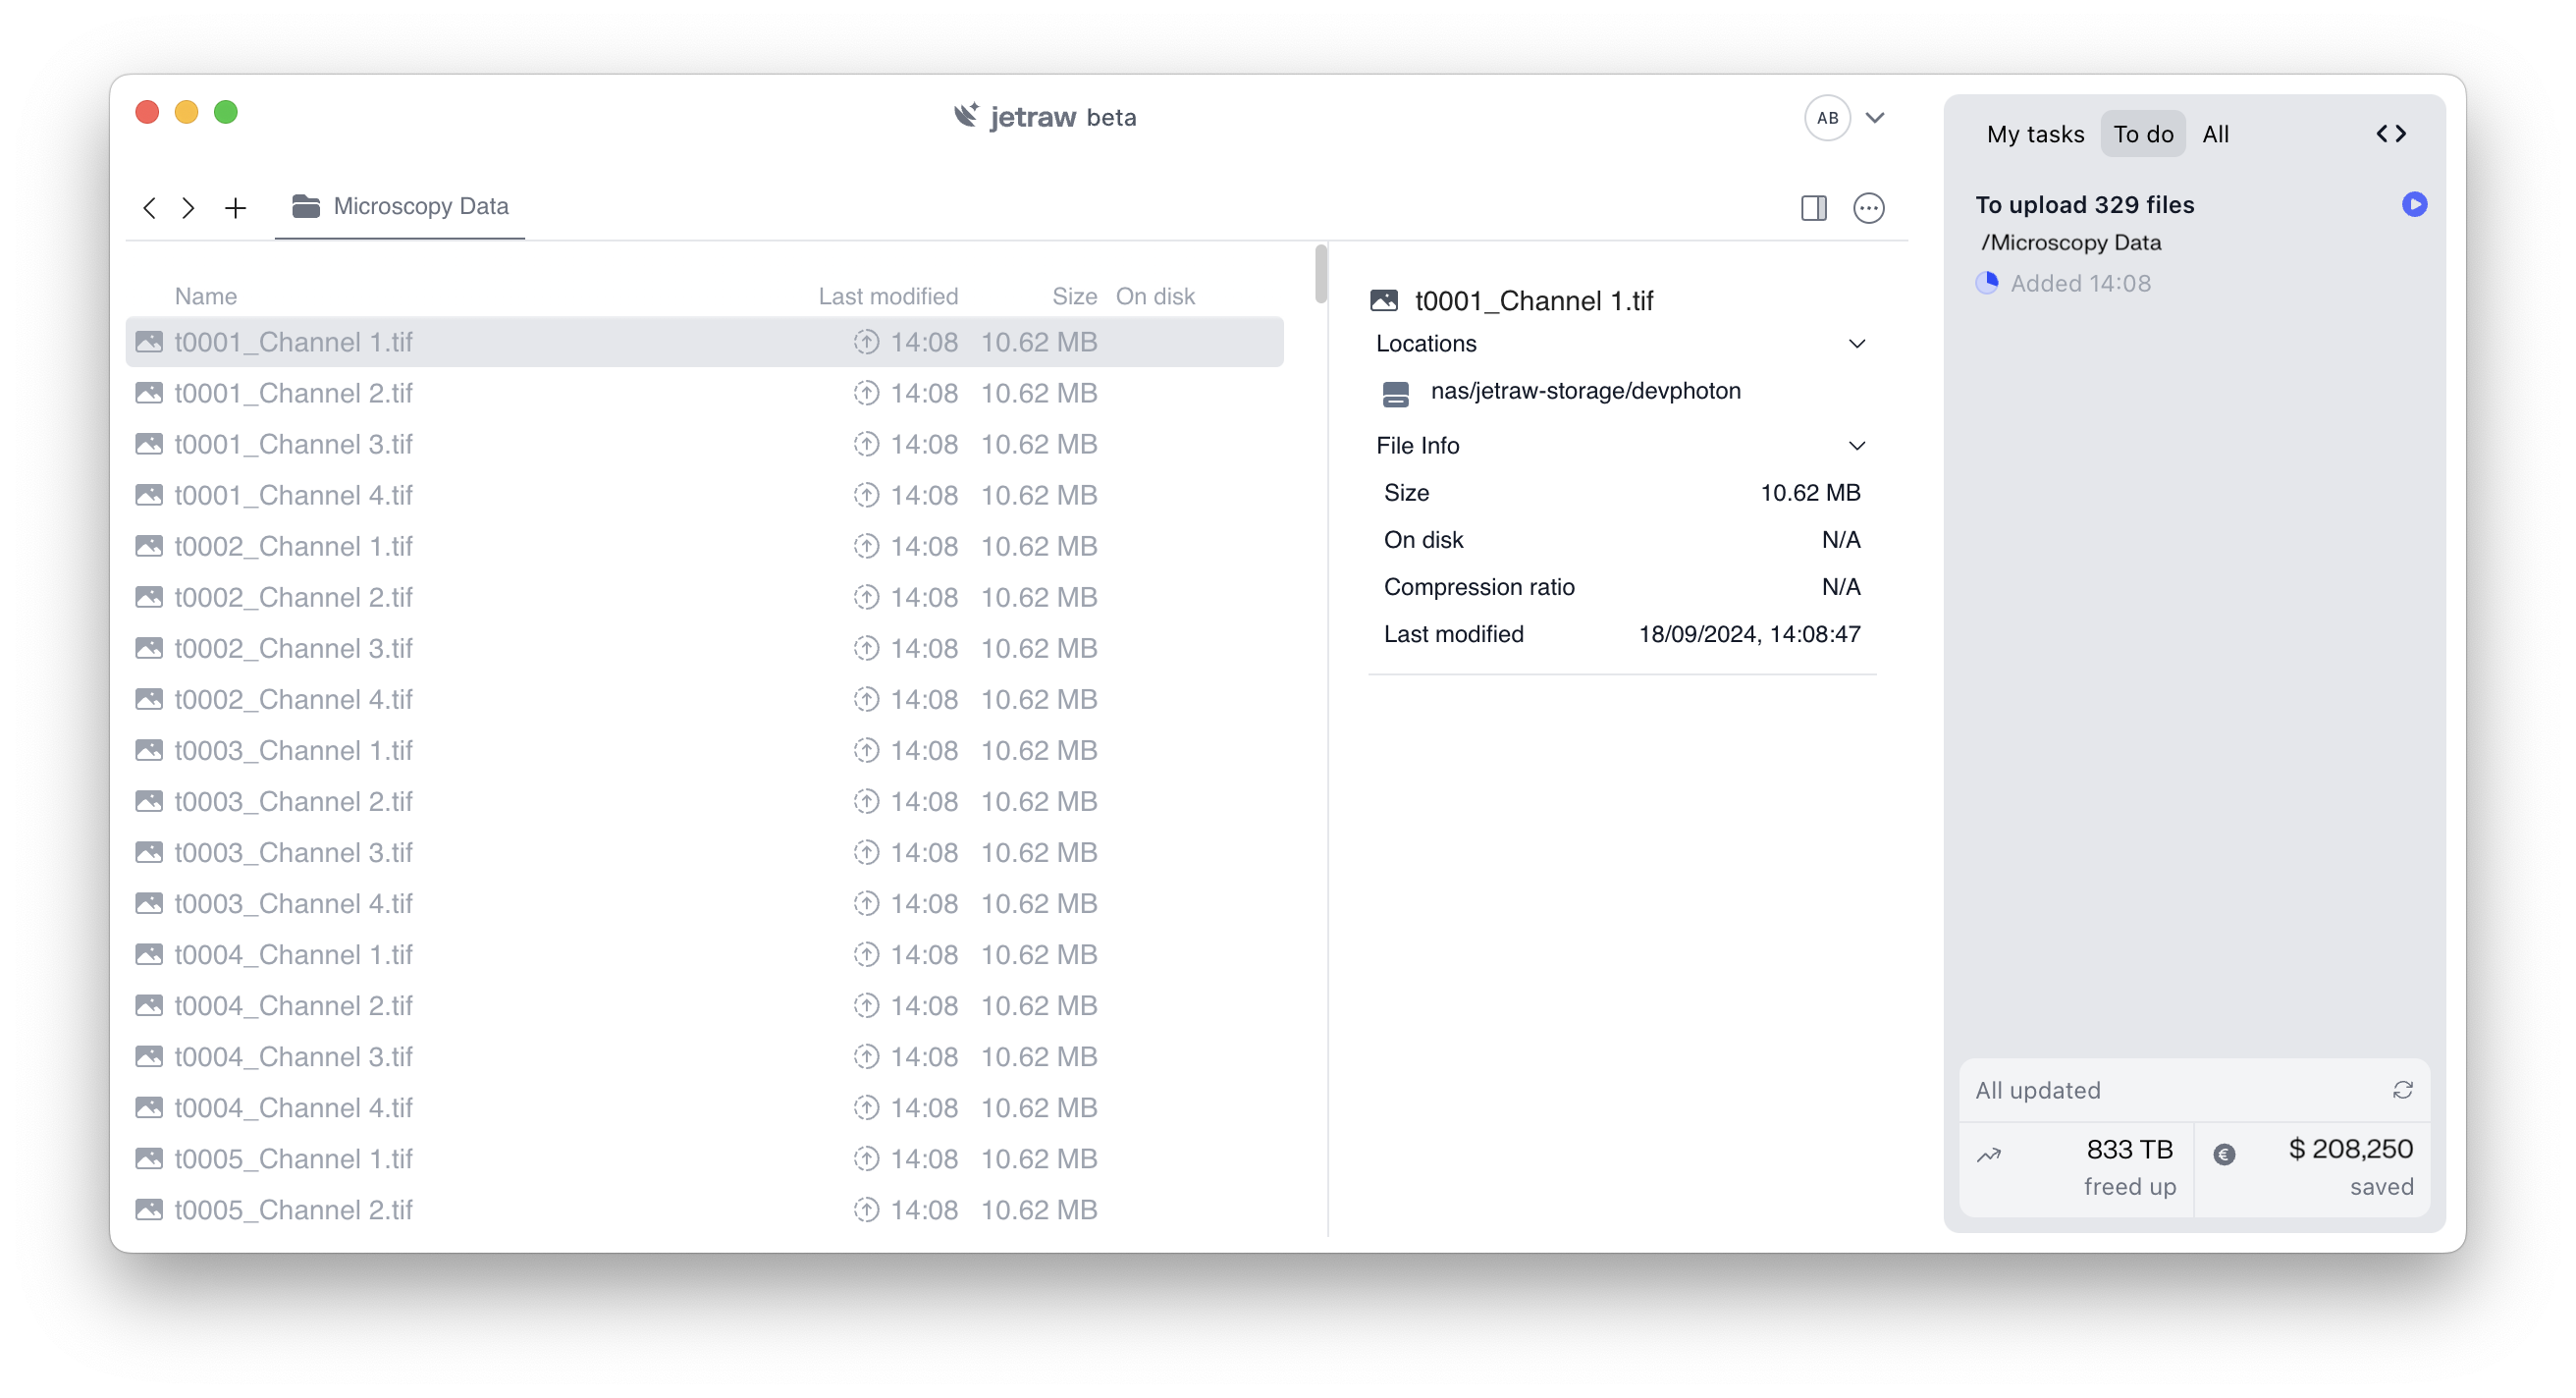 jetraw beta
AB
Microscopy Data
Name Last modified Size On disk
t0001_Channel 1.tif 14:08 10.62 MB
t0001_Channel 2.tif 14:08 10.62 MB
t0001_Channel 3.tif 14:08 10.62 MB
t0001_Channel 4.tif 14:08 10.62 MB
t0002_Channel 1.tif 14:08 10.62 MB
t0002_Channel 2.tif 14:08 10.62 MB
t0002_Channel 3.tif 14:08 10.62 MB
t0002_Channel 4.tif 14:08 10.62 MB
t0003_Channel 1.tif 14:08 10.62 MB
t0003_Channel 2.tif 14:08 10.62 MB
t0003_Channel 3.tif 14:08 10.62 MB
t0003_Channel 4.tif 14:08 10.62 MB
t0004_Channel 1.tif 14:08 10.62 MB
t0004_Channel 2.tif 14:08 10.62 MB
t0004_Channel 3.tif 14:08 10.62 MB
t0004_Channel 4.tif 14:08 10.62 MB
t0005_Channel 1.tif 14:08 10.62 MB
t0005_Channel 2.tif 14:08 10.62 MB
t0001_Channel 1.tif
Locations
nas/jetraw-storage/devphoton
File Info
Size 10.62 MB
On disk N/A
Compression ratio N/A
Last modified 18/09/2024, 14:08:47
My tasks To do All
To upload 329 files
/Microscopy Data
Added 14:08
All updated
833 TB
freed up
€
$ 208,250
saved